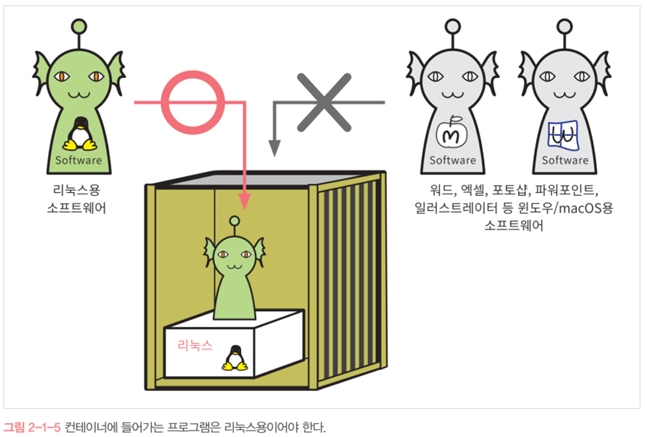 Software
리눅스용
소프트웨어
m
Software
W
Software
워드, 엑셀, 포토샵, 파워포인트,
일러스트레이터 등 윈도우/macOS용
소프트웨어
리눅스
그림 2-1-5 컨테이너에 들어가는 프로그램은 리눅스용이어야 한다.